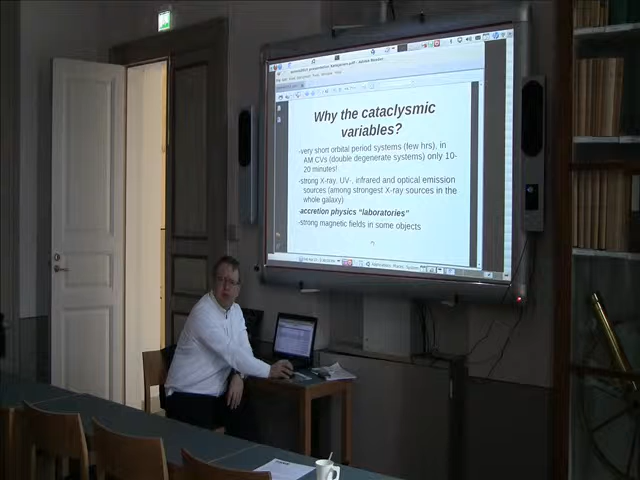 Why the cataclysmic
variables?
-very short orbital period systems (few hrs), in
AM CVs (double degenerate systems) only 10-
20 minutes!
-strong X-ray, UV-, infrared and optical emission
sources (among strongest X-ray sources in the
whole galaxy)
-accretion physics "laboratories"
-strong magnetic fields in some objects